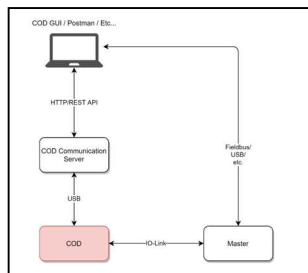 COD GUI / Postman / Etc...
HTTP/REST API
COD Communication
Server
Fieldbus/
USB/
etc.
USB
COD
IO-Link
Master